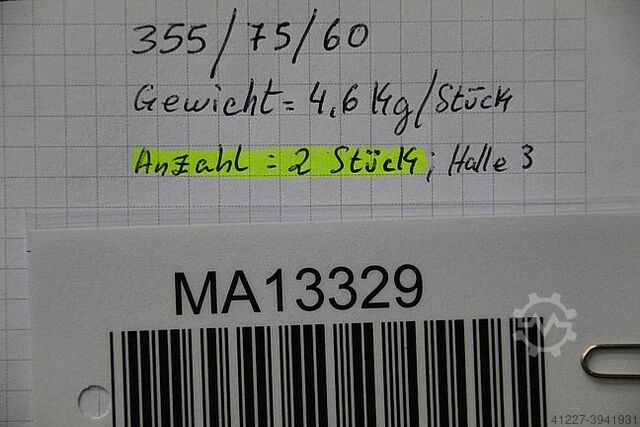 355/75/60
Gewicht = 4,6 Kg/Stück
Anzahl = 2 Stück; Halle 3
MA13329
41227-3941931